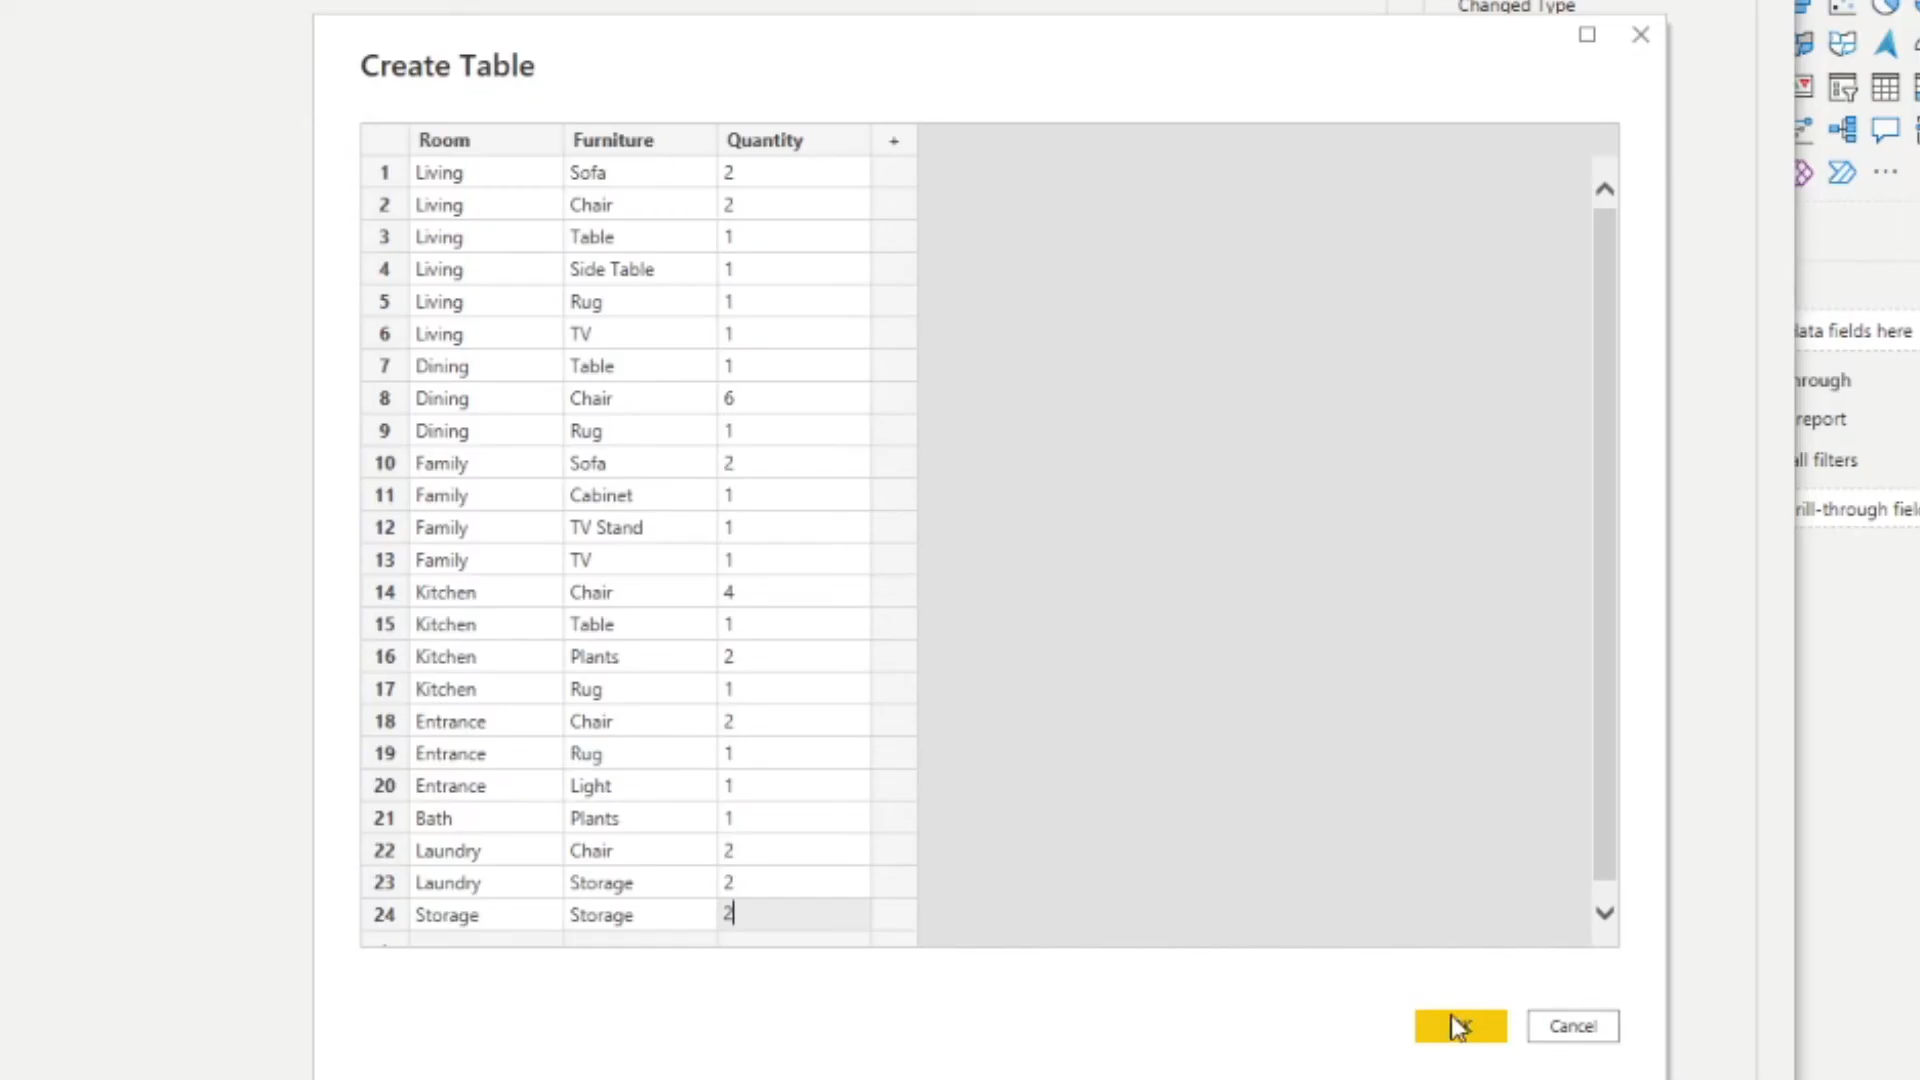 Changed Type
Create Table
Room Furniture Quantity +
1 Living Sofa 2
2 Living Chair 2
3 Living Table 1
4 Living Side Table 1
5 Living Rug 1
6 Living TV 1
7 Dining Table 1
8 Dining Chair 6
9 Dining Rug 1
10 Family Sofa 2
11 Family Cabinet 1
12 Family TV Stand 1
13 Family TV 1
14 Kitchen Chair 4
15 Kitchen Table 1
16 Kitchen Plants 2
17 Kitchen Rug 1
18 Entrance Chair 2
19 Entrance Rug 1
20 Entrance Light 1
21 Bath Plants 1
22 Laundry Chair 2
23 Laundry Storage 2
24 Storage Storage 2
Cancel
data fields here
hrough
report
all filters
rill-through fiel